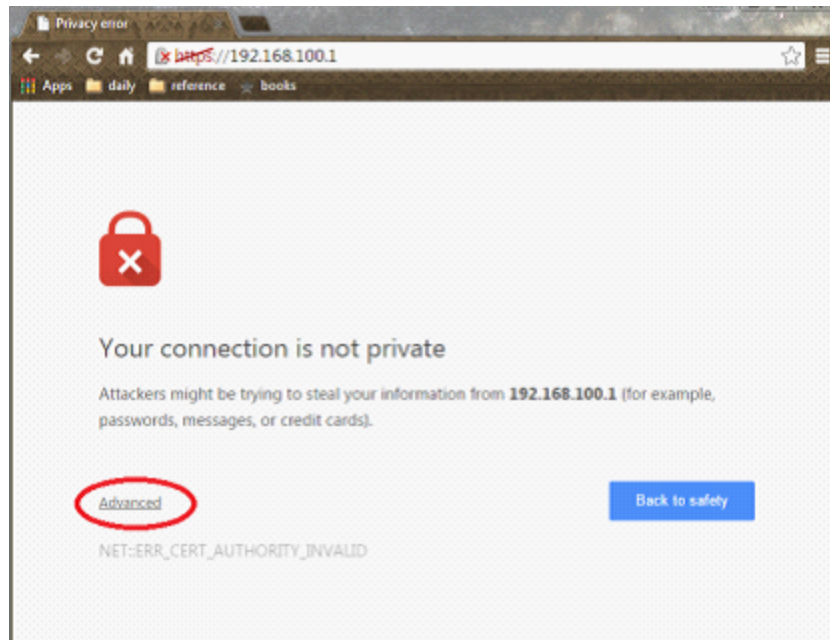 Privacy error
https://192.168.100.1
Apps daily reference books
Your connection is not private
Attackers might be trying to steal your information from 192.168.100.1 (for example,
passwords, messages, or credit cards).
Advanced
Back to safety
NET::ERR_CERT_AUTHORITY_INVALID